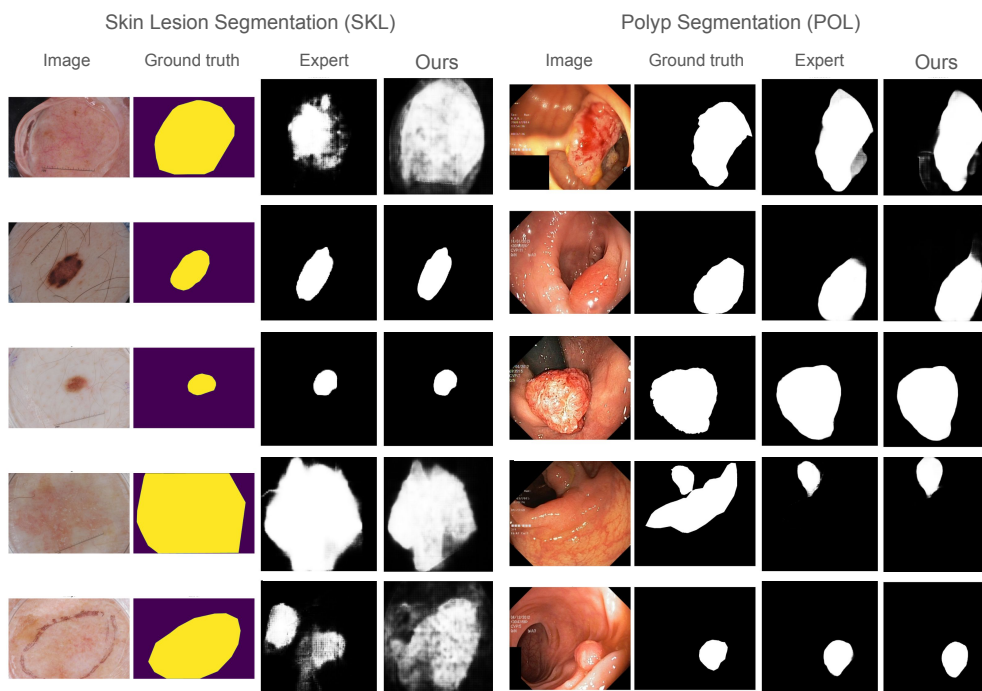 Skin Lesion Segmentation (SKL)
Polyp Segmentation (POL)
Image
Ground truth
Expert
Ours
Image
Ground truth
Expert
Ours